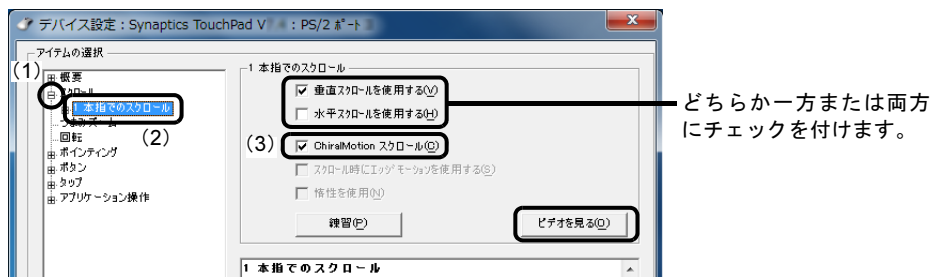 デバイス設定：Synaptics TouchPad V7 : PS/2 ﾎﾟｰﾄ
アイテムの選択
(1)
概要
スクロール
1 本指でのスクロール
つまみズーム
(2)
回転
ポインティング
ボタン
タップ
アプリケーション操作
1 本指でのスクロール
垂直スクロールを使用する(V)
水平スクロールを使用する(H)
(3)
ChiralMotion スクロール(C)
スクロール時にエッジモーションを使用する(S)
惰性を使用(N)
練習(P)
ビデオを見る(O)
1 本指でのスクロール
どちらか一方または両方
にチェックを付けます。